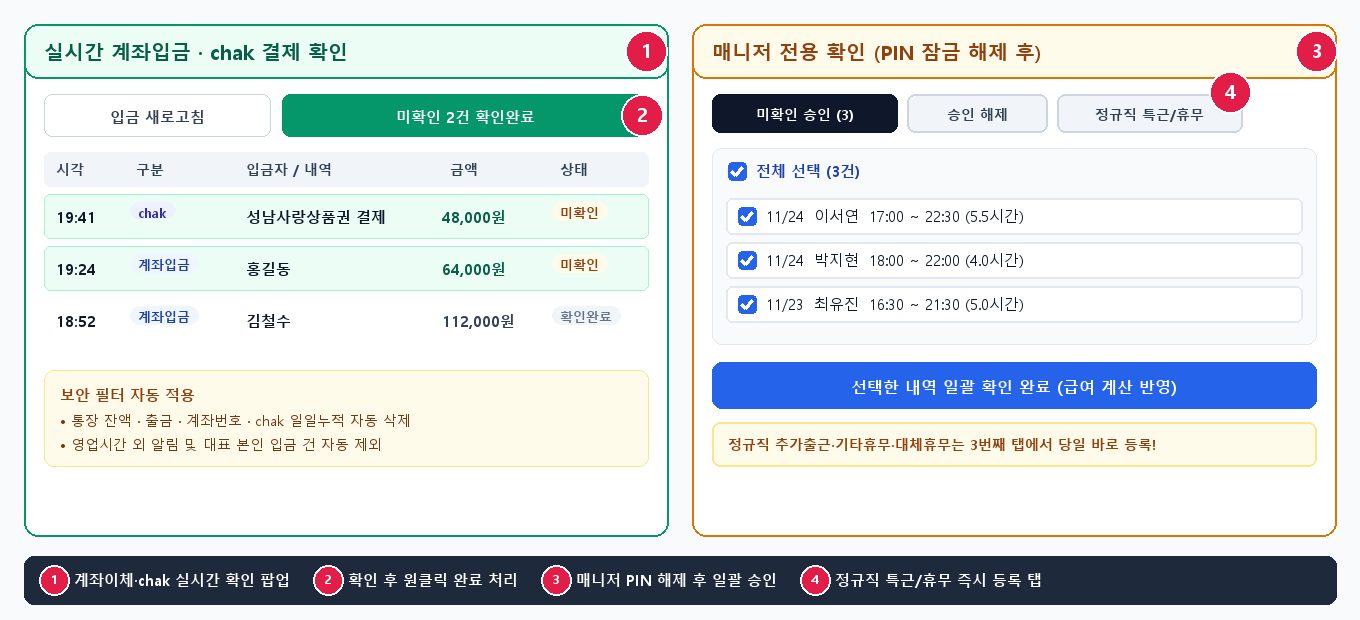 실시간 계좌입금 · chak 결제 확인
1
입금 새로고침
미확인 2건 확인완료
2
시각 구분 입금자 / 내역 금액 상태
19:41 chak 성남사랑상품권 결제 48,000원 미확인
19:24 계좌입금 홍길동 64,000원 미확인
18:52 계좌입금 김철수 112,000원 확인완료
보안 필터 자동 적용
• 통장 잔액 · 출금 · 계좌번호 · chak 일일누적 자동 삭제
• 영업시간 외 알림 및 대표 본인 입금 건 자동 제외
매니저 전용 확인 (PIN 잠금 해제 후)
3
미확인 승인 (3)
승인 해제
정규직 특근/휴무
4
전체 선택 (3건)
11/24 이서연 17:00 ~ 22:30 (5.5시간)
11/24 박지현 18:00 ~ 22:00 (4.0시간)
11/23 최유진 16:30 ~ 21:30 (5.0시간)
선택한 내역 일괄 확인 완료 (급여 계산 반영)
정규직 추가출근·기타휴무·대체휴무는 3번째 탭에서 당일 바로 등록!
1 계좌이체·chak 실시간 확인 팝업 2 확인 후 원클릭 완료 처리 3 매니저 PIN 해제 후 일괄 승인 4 정규직 특근/휴무 즉시 등록 탭